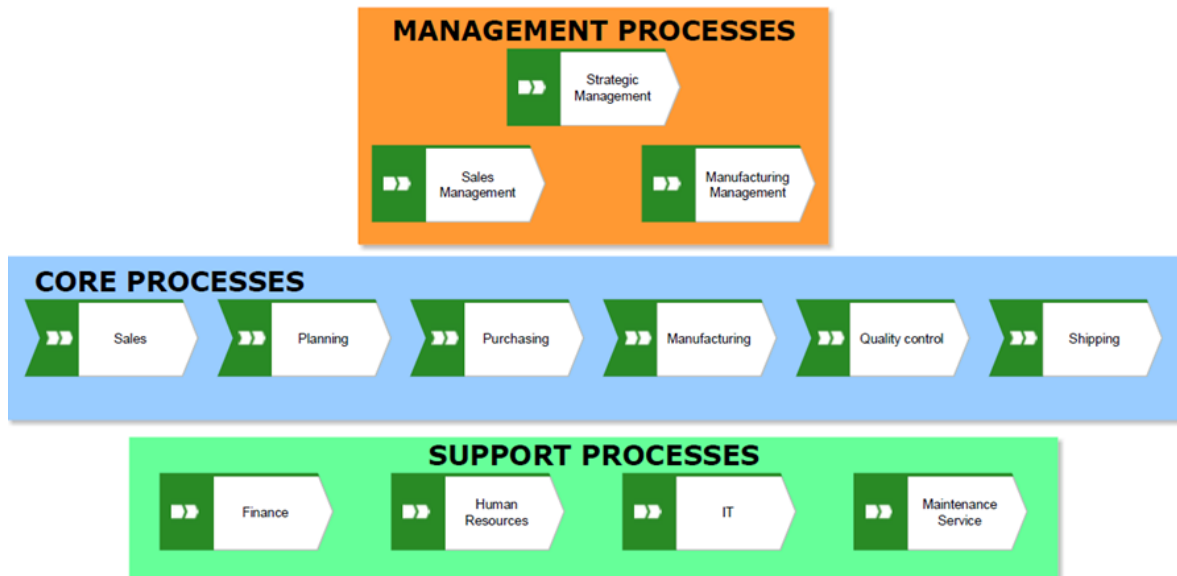 MANAGEMENT PROCESSES
Strategic
Management
Sales
Management
Manufacturing
Management
CORE PROCESSES
Sales
Planning
Purchasing
Manufacturing
Quality control
Shipping
SUPPORT PROCESSES
Finance
Human
Resources
IT
Maintenance
Service